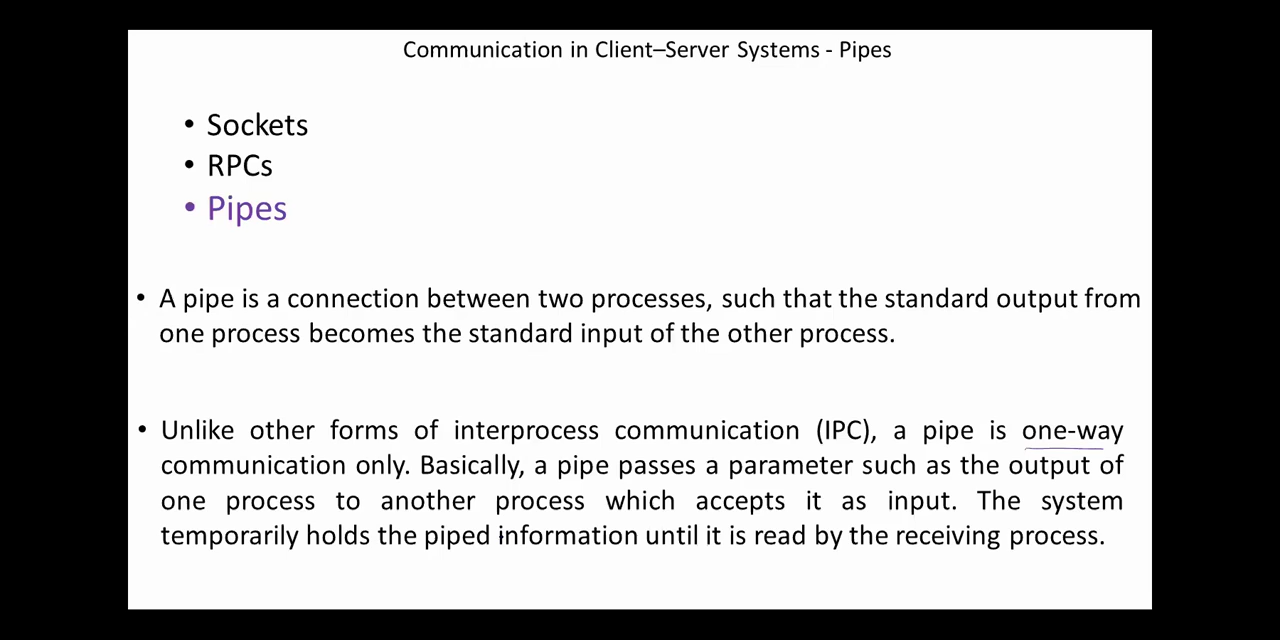 Communication in Client–Server Systems - Pipes
• Sockets
• RPCs
• Pipes
• A pipe is a connection between two processes, such that the standard output from
one process becomes the standard input of the other process.
• Unlike other forms of interprocess communication (IPC), a pipe is one-way
communication only. Basically, a pipe passes a parameter such as the output of
one process to another process which accepts it as input. The system
temporarily holds the piped information until it is read by the receiving process.